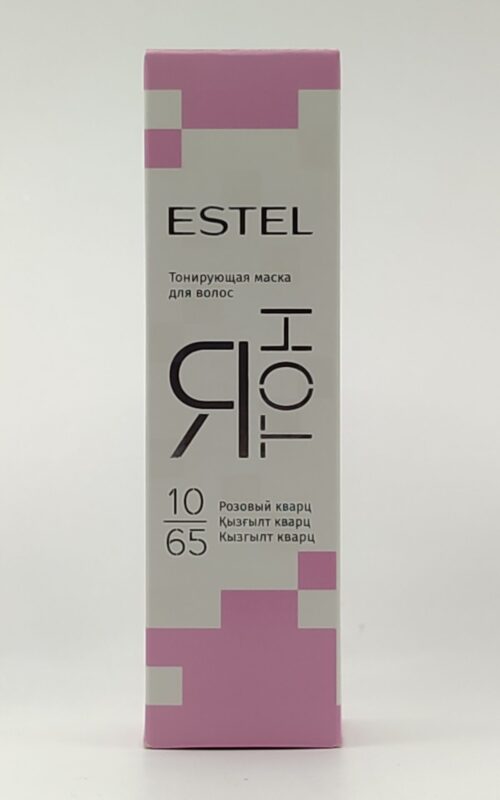 ESTEL
Тонирующая маска
для волос
Я
ТОН
10
65
Розовый кварц
Қызғылт кварц
Кызгылт кварц